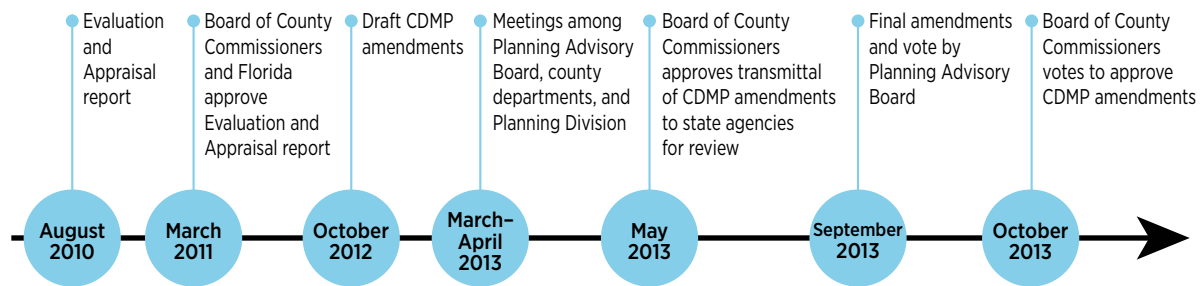 Evaluation
and
Appraisal
report
Board of County
Commissioners
and Florida
approve
Evaluation and
Appraisal report
Draft CDMP
amendments
Meetings among
Planning Advisory
Board, county
departments, and
Planning Division
Board of County
Commissioners
approves transmittal
of CDMP amendments
to state agencies
for review
Final amendments
and vote by
Planning Advisory
Board
Board of County
Commissioners
votes to approve
CDMP amendments
August
2010
March
2011
October
2012
March–
April
2013
May
2013
September
2013
October
2013